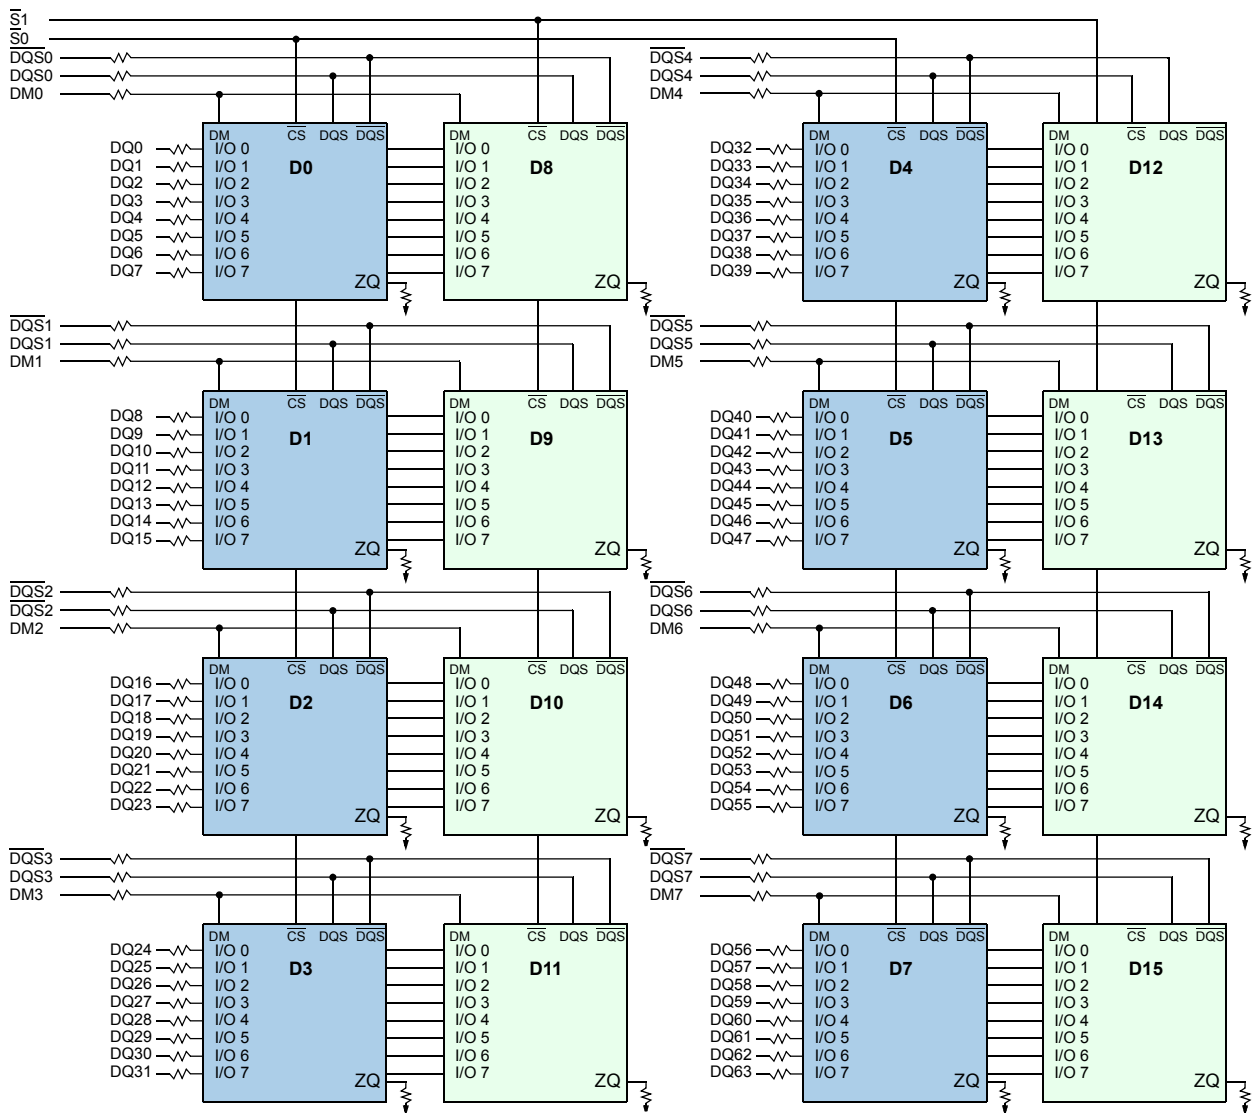 S1
S0
DQS0
DQS0
DM0
DM CS DQS DQS
D0
DQ0 I/O 0
DQ1 I/O 1
DQ2 I/O 2
DQ3 I/O 3
DQ4 I/O 4
DQ5 I/O 5
DQ6 I/O 6
DQ7 I/O 7
ZQ
DM CS DQS DQS
D8
I/O 0
I/O 1
I/O 2
I/O 3
I/O 4
I/O 5
I/O 6
I/O 7
ZQ
DQS4
DQS4
DM4
DM CS DQS DQS
D4
DQ32 I/O 0
DQ33 I/O 1
DQ34 I/O 2
DQ35 I/O 3
DQ36 I/O 4
DQ37 I/O 5
DQ38 I/O 6
DQ39 I/O 7
ZQ
DM CS DQS DQS
D12
I/O 0
I/O 1
I/O 2
I/O 3
I/O 4
I/O 5
I/O 6
I/O 7
ZQ
DQS1
DQS1
DM1
DM CS DQS DQS
D1
DQ8 I/O 0
DQ9 I/O 1
DQ10 I/O 2
DQ11 I/O 3
DQ12 I/O 4
DQ13 I/O 5
DQ14 I/O 6
DQ15 I/O 7
ZQ
DM CS DQS DQS
D9
I/O 0
I/O 1
I/O 2
I/O 3
I/O 4
I/O 5
I/O 6
I/O 7
ZQ
DQS5
DQS5
DM5
DM CS DQS DQS
D5
DQ40 I/O 0
DQ41 I/O 1
DQ42 I/O 2
DQ43 I/O 3
DQ44 I/O 4
DQ45 I/O 5
DQ46 I/O 6
DQ47 I/O 7
ZQ
DM CS DQS DQS
D13
I/O 0
I/O 1
I/O 2
I/O 3
I/O 4
I/O 5
I/O 6
I/O 7
ZQ
DQS2
DQS2
DM2
DM CS DQS DQS
D2
DQ16 I/O 0
DQ17 I/O 1
DQ18 I/O 2
DQ19 I/O 3
DQ20 I/O 4
DQ21 I/O 5
DQ22 I/O 6
DQ23 I/O 7
ZQ
DM CS DQS DQS
D10
I/O 0
I/O 1
I/O 2
I/O 3
I/O 4
I/O 5
I/O 6
I/O 7
ZQ
DQS6
DQS6
DM6
DM CS DQS DQS
D6
DQ48 I/O 0
DQ49 I/O 1
DQ50 I/O 2
DQ51 I/O 3
DQ52 I/O 4
DQ53 I/O 5
DQ54 I/O 6
DQ55 I/O 7
ZQ
DM CS DQS DQS
D14
I/O 0
I/O 1
I/O 2
I/O 3
I/O 4
I/O 5
I/O 6
I/O 7
ZQ
DQS3
DQS3
DM3
DM CS DQS DQS
D3
DQ24 I/O 0
DQ25 I/O 1
DQ26 I/O 2
DQ27 I/O 3
DQ28 I/O 4
DQ29 I/O 5
DQ30 I/O 6
DQ31 I/O 7
ZQ
DM CS DQS DQS
D11
I/O 0
I/O 1
I/O 2
I/O 3
I/O 4
I/O 5
I/O 6
I/O 7
ZQ
DQS7
DQS7
DM7
DM CS DQS DQS
D7
DQ56 I/O 0
DQ57 I/O 1
DQ58 I/O 2
DQ59 I/O 3
DQ60 I/O 4
DQ61 I/O 5
DQ62 I/O 6
DQ63 I/O 7
ZQ
DM CS DQS DQS
D15
I/O 0
I/O 1
I/O 2
I/O 3
I/O 4
I/O 5
I/O 6
I/O 7
ZQ